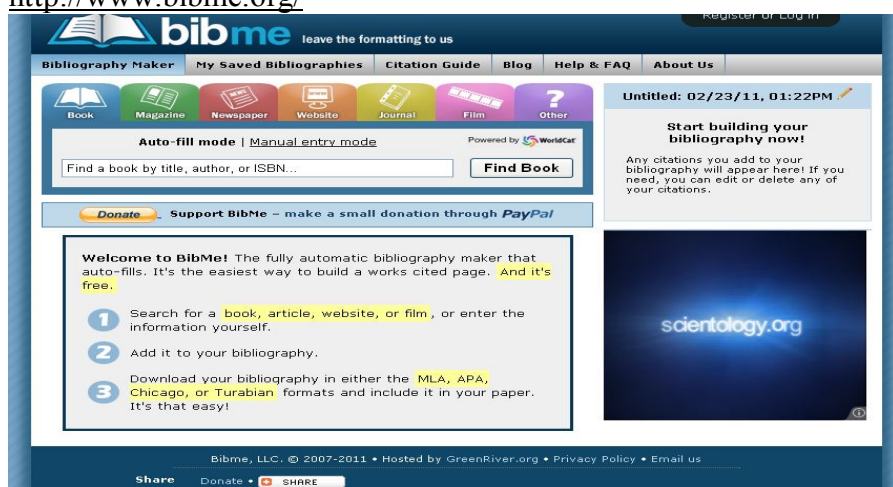 http://www.bibme.org/
Register or Log in
bibme leave the formatting to us
Bibliography Maker My Saved Bibliographies Citation Guide Blog Help & FAQ About Us
Book Magazine Newspaper Website Journal Film ? Other
Untitled: 02/23/11, 01:22PM
Auto-fill mode | Manual entry mode Powered by WorldCat
Find a book by title, author, or ISBN... Find Book
Start building your
bibliography now!
Any citations you add to your
bibliography will appear here! If you
need, you can edit or delete any of
your citations.
Donate Support BibMe – make a small donation through PayPal
Welcome to BibMe! The fully automatic bibliography maker that
auto-fills. It's the easiest way to build a works cited page. And it's
free.
1 Search for a book, article, website, or film, or enter the
information yourself.
2 Add it to your bibliography.
3 Download your bibliography in either the MLA, APA,
Chicago, or Turabian formats and include it in your paper.
It's that easy!
scientology.org
Bibme, LLC. © 2007-2011 • Hosted by GreenRiver.org • Privacy Policy • Email us
Share Donate • SHARE